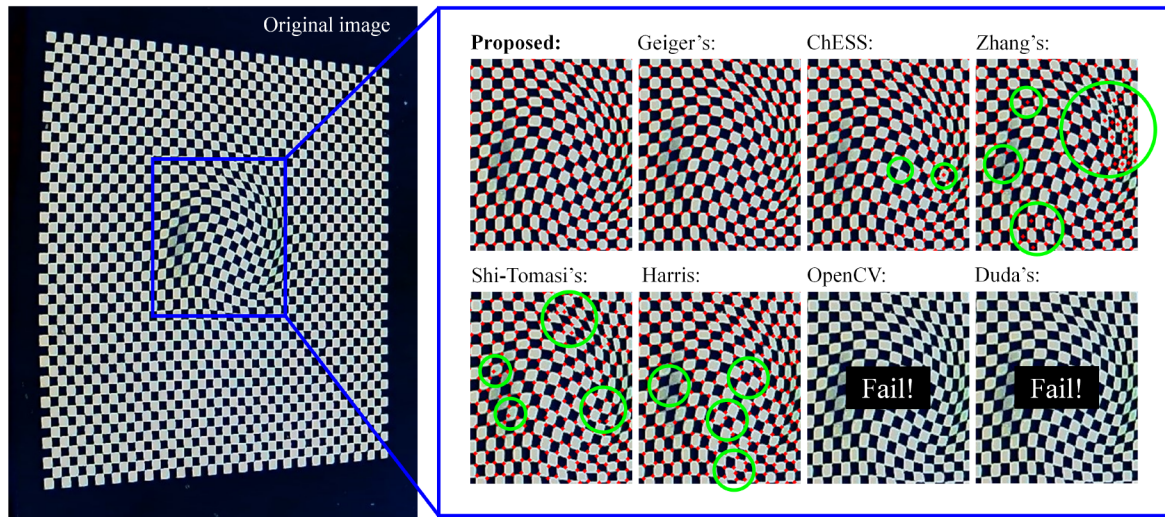 Original image
Proposed:
Geiger’s:
ChESS:
Zhang’s:
Shi-Tomasi’s:
Harris:
OpenCV:
Duda’s:
Fail!
Fail!